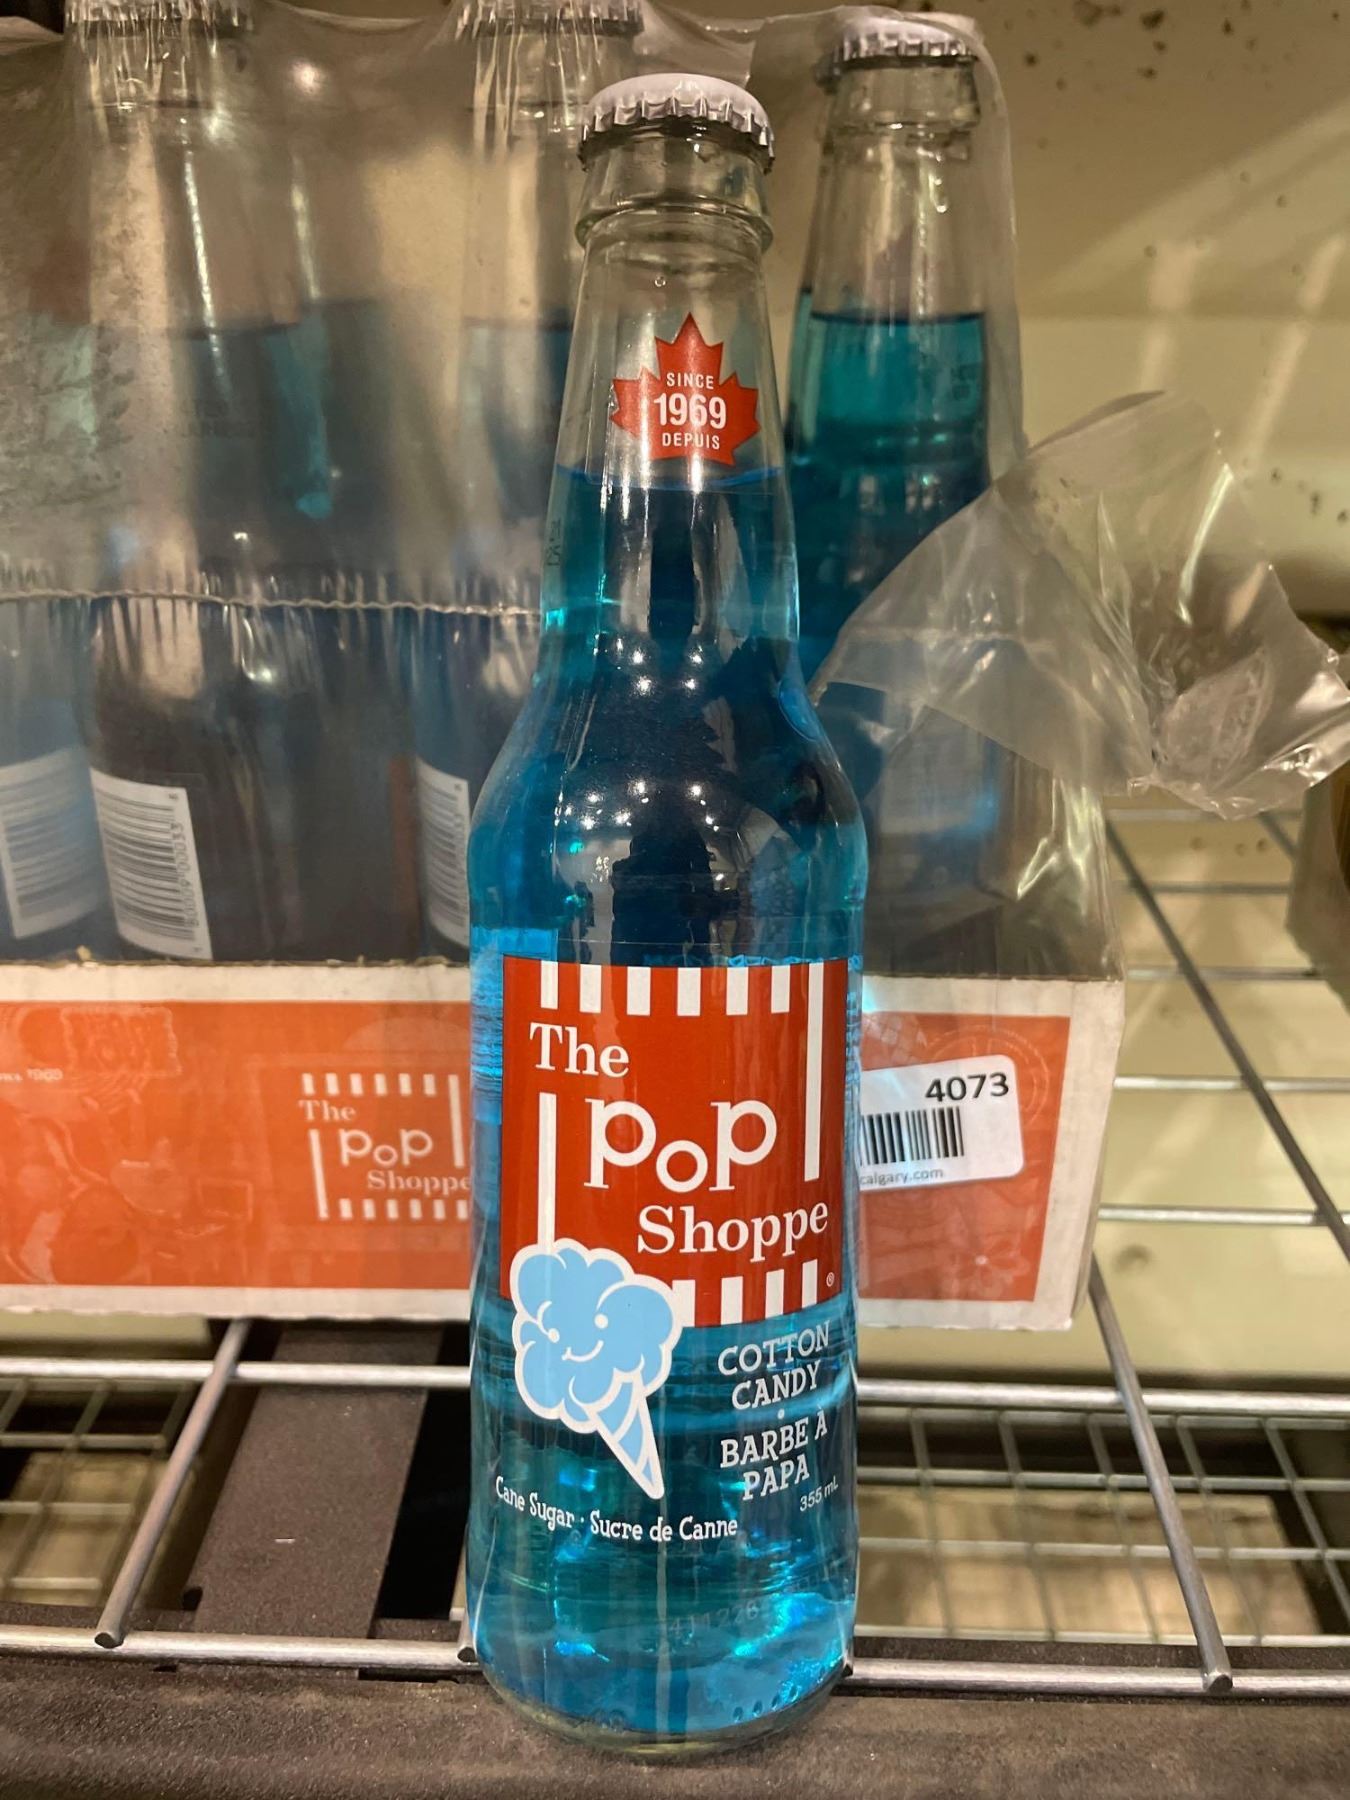 SINCE
1969
DEPUIS
The
Pop
Shoppe
®
COTTON
CANDY
BARBE A
PAPA
355 mL
Cane Sugar · Sucre de Canne
The
Pop
Shoppe
4073
calgary.com